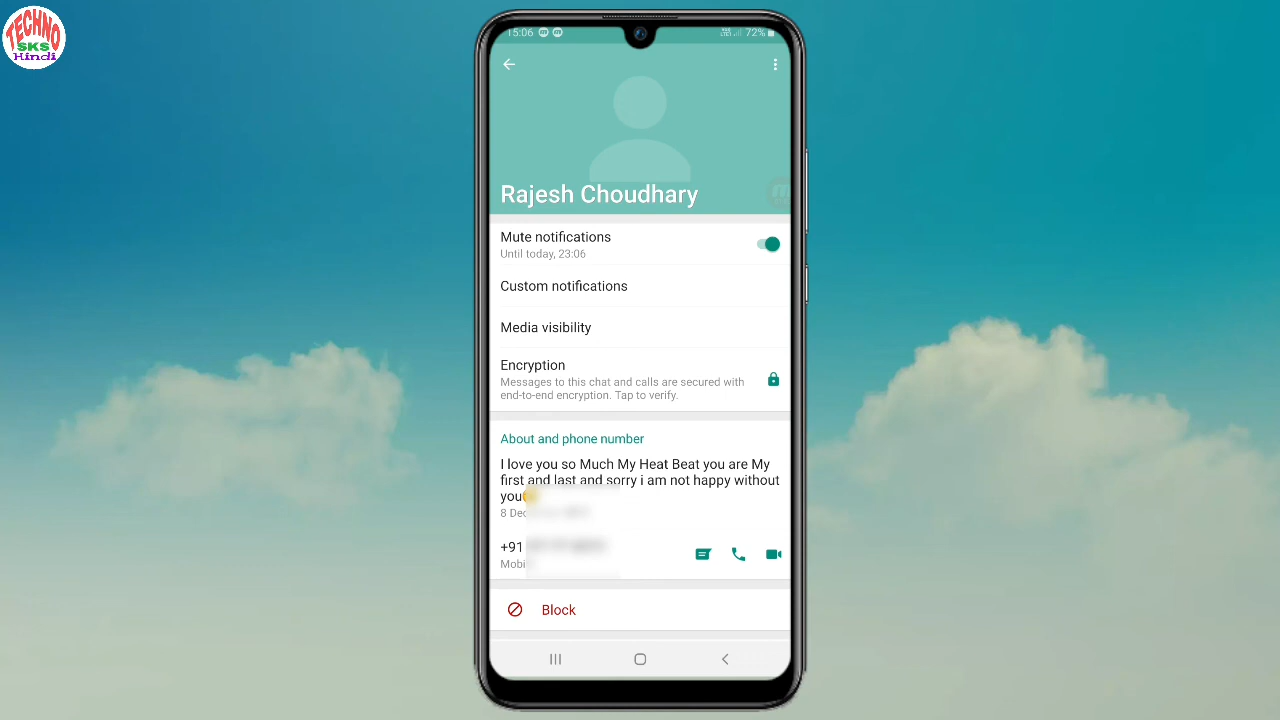 TECHNO
SKS
Hindi
15:06
72%
Rajesh Choudhary
Mute notifications
Until today, 23:06
Custom notifications
Media visibility
Encryption
Messages to this chat and calls are secured with
end-to-end encryption. Tap to verify.
About and phone number
I love you so Much My Heat Beat you are My
first and last and sorry i am not happy without
you
8 Dec
+91
Mobi
Block